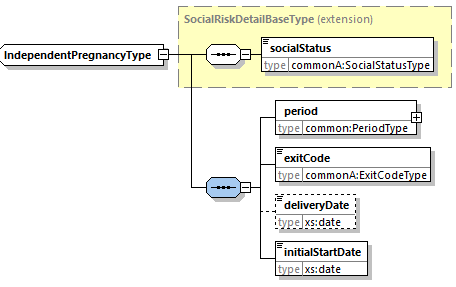 SocialRiskDetailBaseType (extension)
IndependentPregnancyType
socialStatus
type commonA:SocialStatusType
period
type common:PeriodType
exitCode
type commonA:ExitCodeType
deliveryDate
type xs:date
initialStartDate
type xs:date